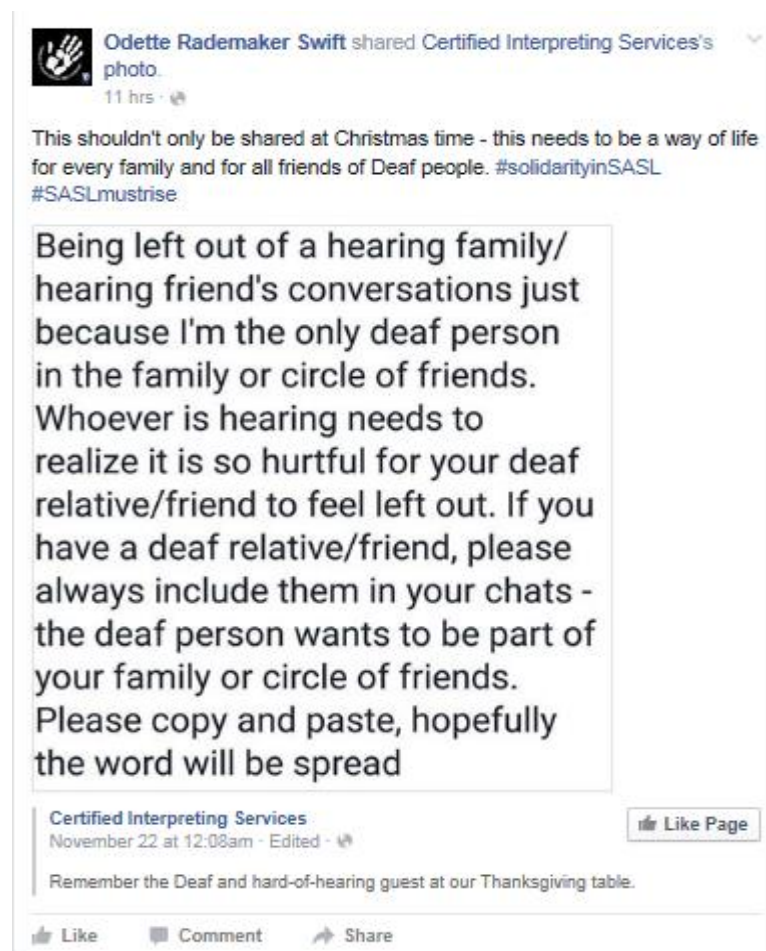 Odette Rademaker Swift shared Certified Interpreting Services's
photo.
11 hrs ·
This shouldn't only be shared at Christmas time - this needs to be a way of life
for every family and for all friends of Deaf people. #solidarityinSASL
#SASLmustrise
Being left out of a hearing family/
hearing friend's conversations just
because I'm the only deaf person
in the family or circle of friends.
Whoever is hearing needs to
realize it is so hurtful for your deaf
relative/friend to feel left out. If you
have a deaf relative/friend, please
always include them in your chats -
the deaf person wants to be part of
your family or circle of friends.
Please copy and paste, hopefully
the word will be spread
Certified Interpreting Services
Like Page
November 22 at 12:08am · Edited ·
Remember the Deaf and hard-of-hearing guest at our Thanksgiving table.
Like Comment Share